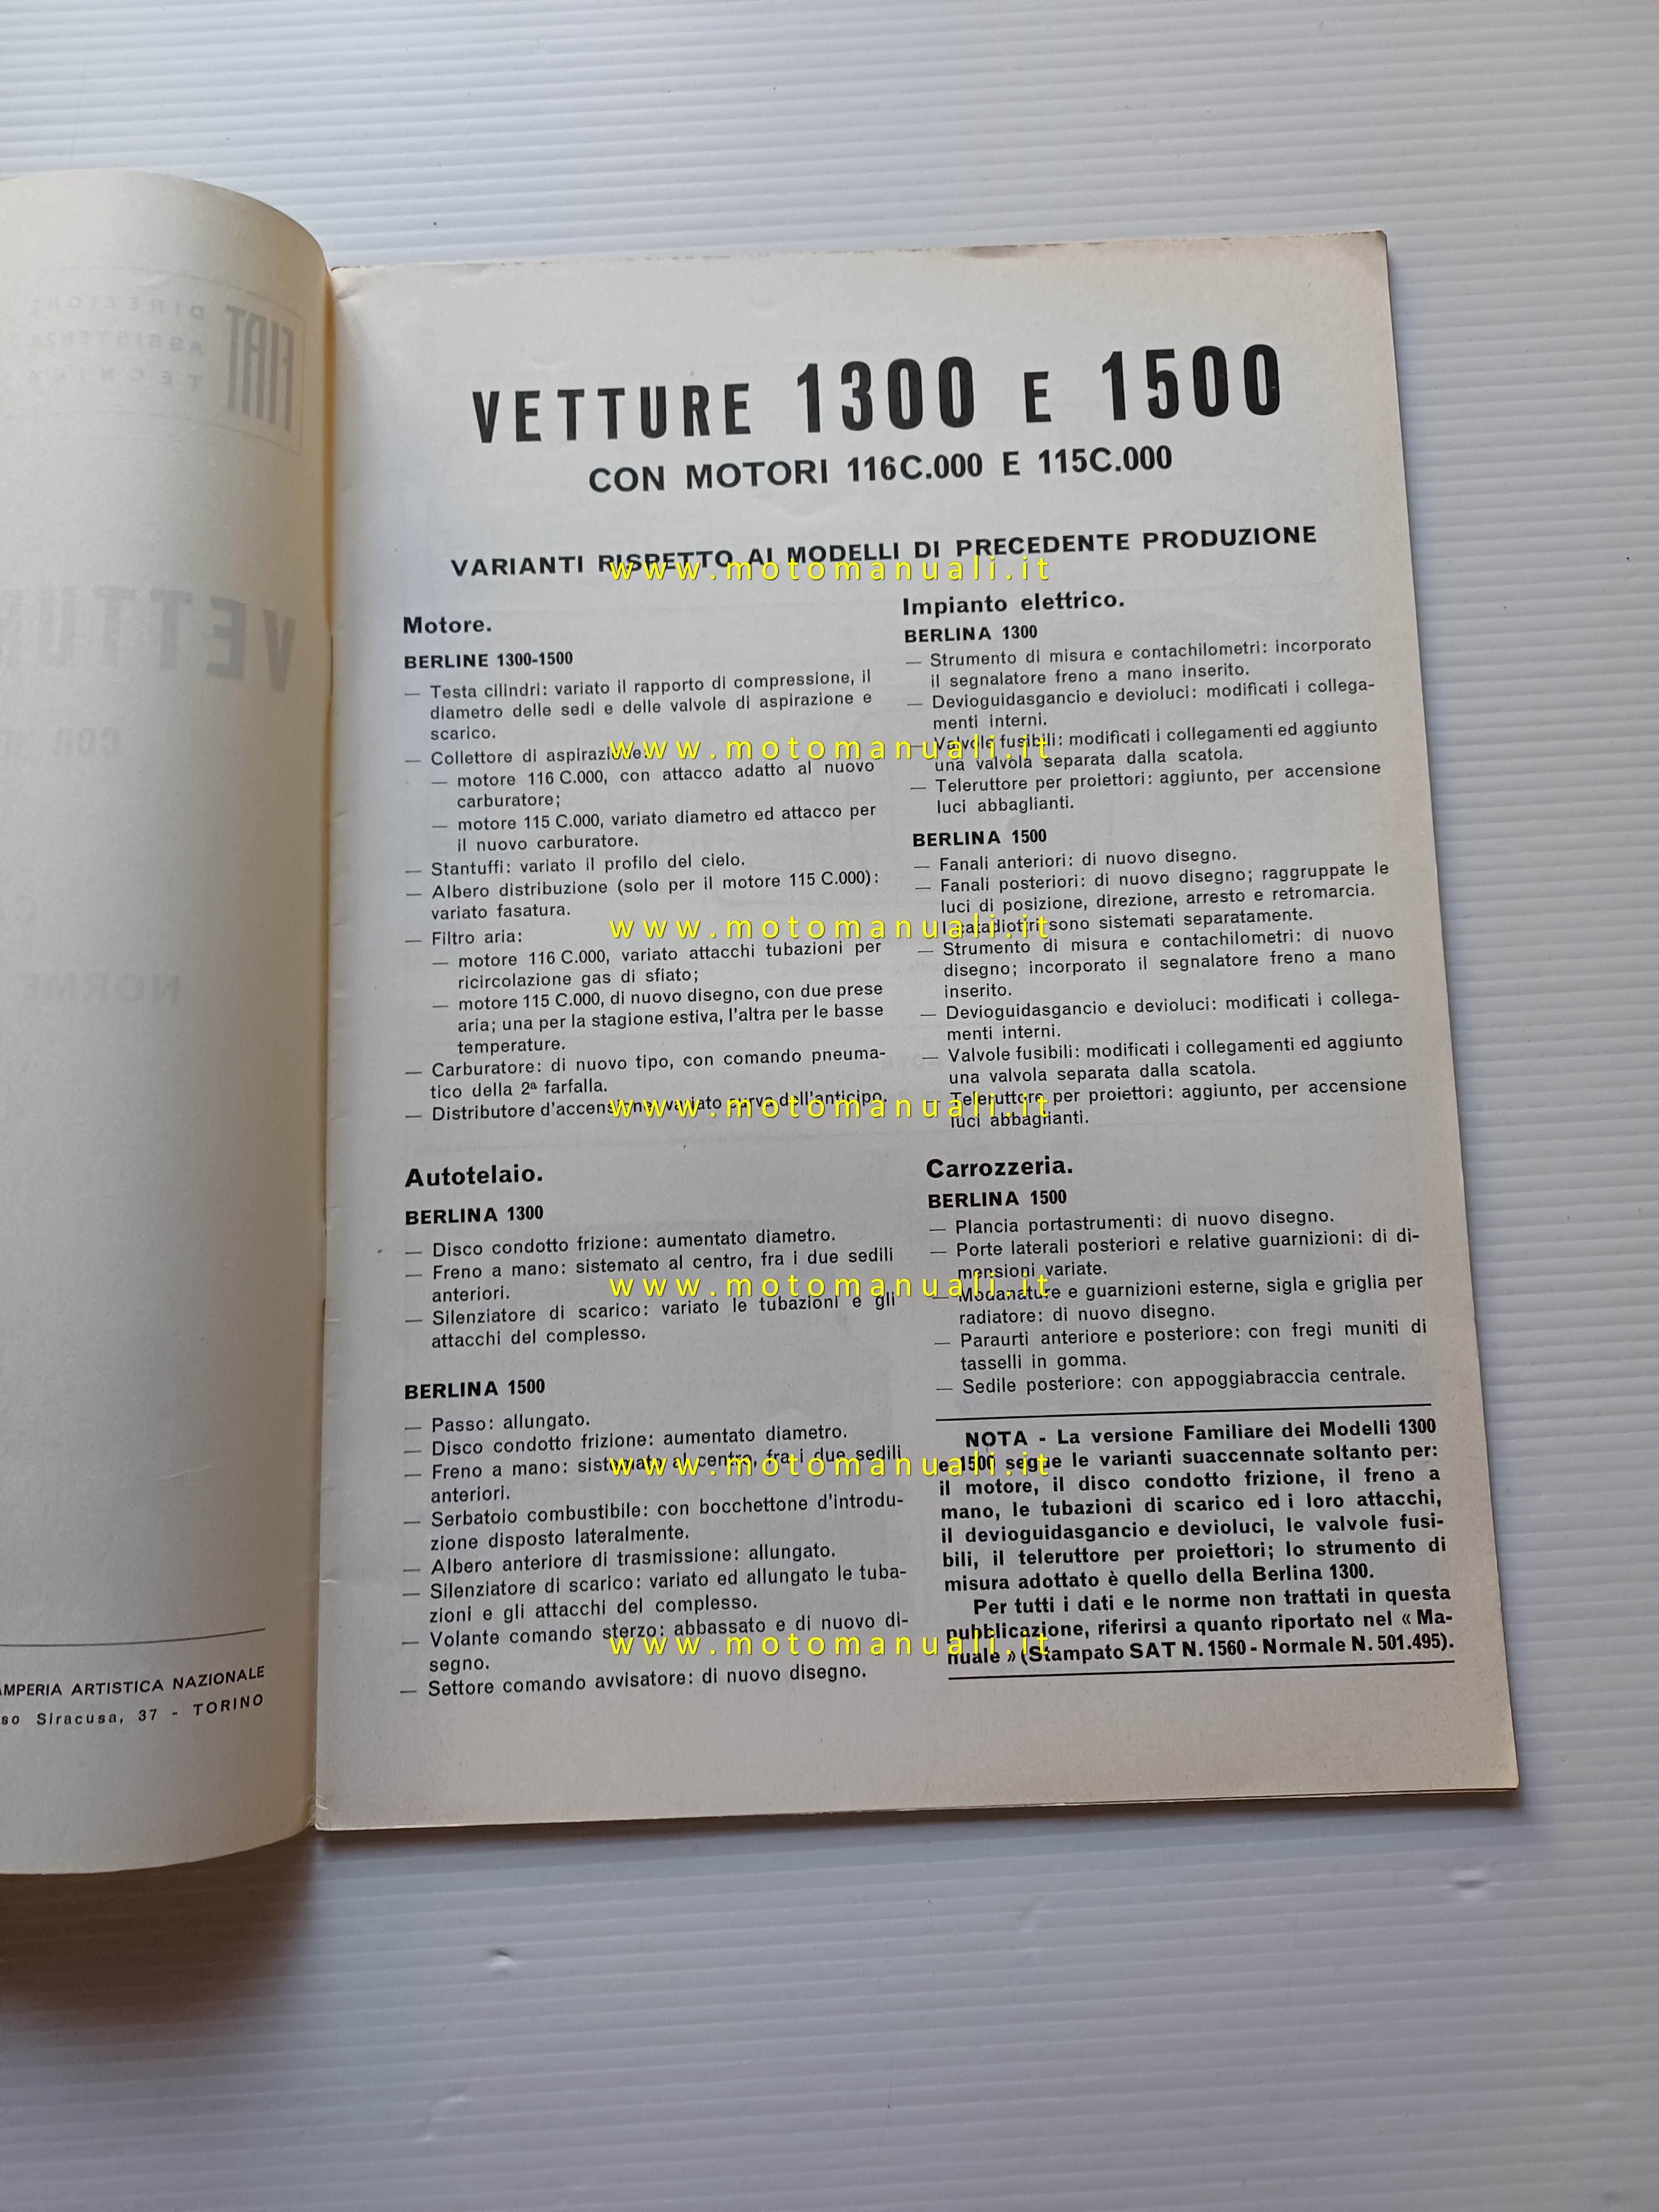 VETTURE 1300 E 1500
CON MOTORI 116C.000 E 115C.000
VARIANTI RISPETTO AI MODELLI DI PRECEDENTE PRODUZIONE
Motore.
BERLINE 1300-1500
— Testa cilindri: variato il rapporto di compressione, il
diametro delle sedi e delle valvole di aspirazione e
scarico.
— Collettore di aspirazione:
— motore 116 C.000, con attacco adatto al nuovo
carburatore;
— motore 115 C.000, variato diametro ed attacco per
il nuovo carburatore.
— Stantuffi: variato il profilo del cielo.
— Albero distribuzione (solo per il motore 115 C.000):
variato fasatura.
— Filtro aria:
— motore 116 C.000, variato attacchi tubazioni per
ricircolazione gas di sfiato;
— motore 115 C.000, di nuovo disegno, con due prese
aria; una per la stagione estiva, l'altra per le basse
temperature.
— Carburatore: di nuovo tipo, con comando pneuma-
tico della 2ª farfalla.
— Distributore d'accensione: variato curva dell'anticipo.
Autotelaio.
BERLINA 1300
— Disco condotto frizione: aumentato diametro.
— Freno a mano: sistemato al centro, fra i due sedili
anteriori.
— Silenziatore di scarico: variato le tubazioni e gli
attacchi del complesso.
BERLINA 1500
— Passo: allungato.
— Disco condotto frizione: aumentato diametro.
— Freno a mano: sistemato al centro, fra i due sedili
anteriori.
— Serbatoio combustibile: con bocchettone d'introdu-
zione disposto lateralmente.
— Albero anteriore di trasmissione: allungato.
— Silenziatore di scarico: variato ed allungato le tuba-
zioni e gli attacchi del complesso.
— Volante comando sterzo: abbassato e di nuovo di-
segno.
— Settore comando avvisatore: di nuovo disegno.
Impianto elettrico.
BERLINA 1300
— Strumento di misura e contachilometri: incorporato
il segnalatore freno a mano inserito.
— Devioguidasgancio e devioluci: modificati i collega-
menti interni.
— Valvole fusibili: modificati i collegamenti ed aggiunto
una valvola separata dalla scatola.
— Teleruttore per proiettori: aggiunto, per accensione
luci abbaglianti.
BERLINA 1500
— Fanali anteriori: di nuovo disegno.
— Fanali posteriori: di nuovo disegno; raggruppate le
luci di posizione, direzione, arresto e retromarcia.
I catadiottri sono sistemati separatamente.
— Strumento di misura e contachilometri: di nuovo
disegno; incorporato il segnalatore freno a mano
inserito.
— Devioguidasgancio e devioluci: modificati i collega-
menti interni.
— Valvole fusibili: modificati i collegamenti ed aggiunto
una valvola separata dalla scatola.
— Teleruttore per proiettori: aggiunto, per accensione
luci abbaglianti.
Carrozzeria.
BERLINA 1500
— Plancia portastrumenti: di nuovo disegno.
— Porte laterali posteriori e relative guarnizioni: di di-
mensioni variate.
— Modanature e guarnizioni esterne, sigla e griglia per
radiatore: di nuovo disegno.
— Paraurti anteriore e posteriore: con fregi muniti di
tasselli in gomma.
— Sedile posteriore: con appoggiabraccia centrale.
NOTA - La versione Familiare dei Modelli 1300
e 1500 segue le varianti suaccennate soltanto per:
il motore, il disco condotto frizione, il freno a
mano, le tubazioni di scarico ed i loro attacchi,
il devioguidasgancio e devioluci, le valvole fusi-
bili, il teleruttore per proiettori; lo strumento di
misura adottato è quello della Berlina 1300.
Per tutti i dati e le norme non trattati in questa
pubblicazione, riferirsi a quanto riportato nel « Ma-
nuale » (Stampato SAT N. 1560 - Normale N. 501.495).
MPERIA ARTISTICA NAZIONALE
so Siracusa, 37 - TORINO
www.motomanuali.it
www.motomanuali.it
www.motomanuali.it
www.motomanuali.it
www.motomanuali.it
www.motomanuali.it
www.motomanuali.it